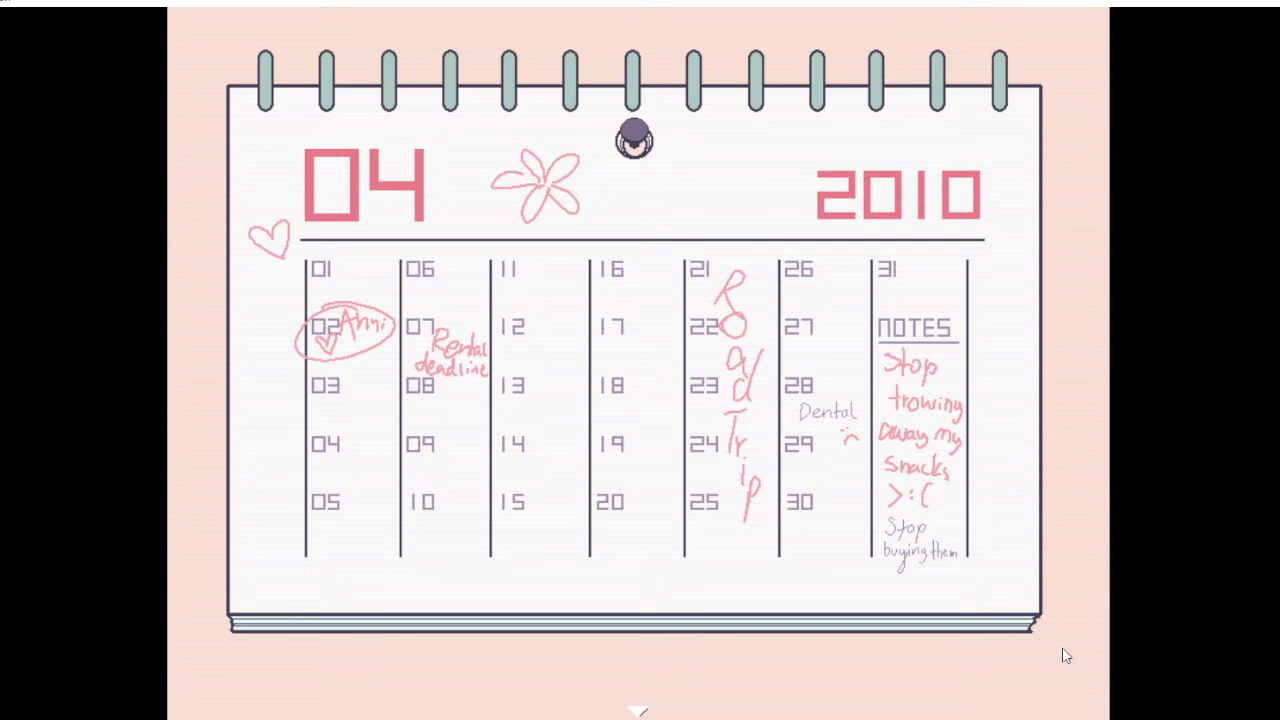 04 2010
01 06 11 16 21 26 31
02 Anni 07 12 17 22 27 NOTES
Rental
deadline
03 08 13 18 23 28
Dental
04 09 14 19 24 29
05 10 15 20 25 30
Road Trip
Stop
trowing
away my
snacks
>:(
Stop
buying them